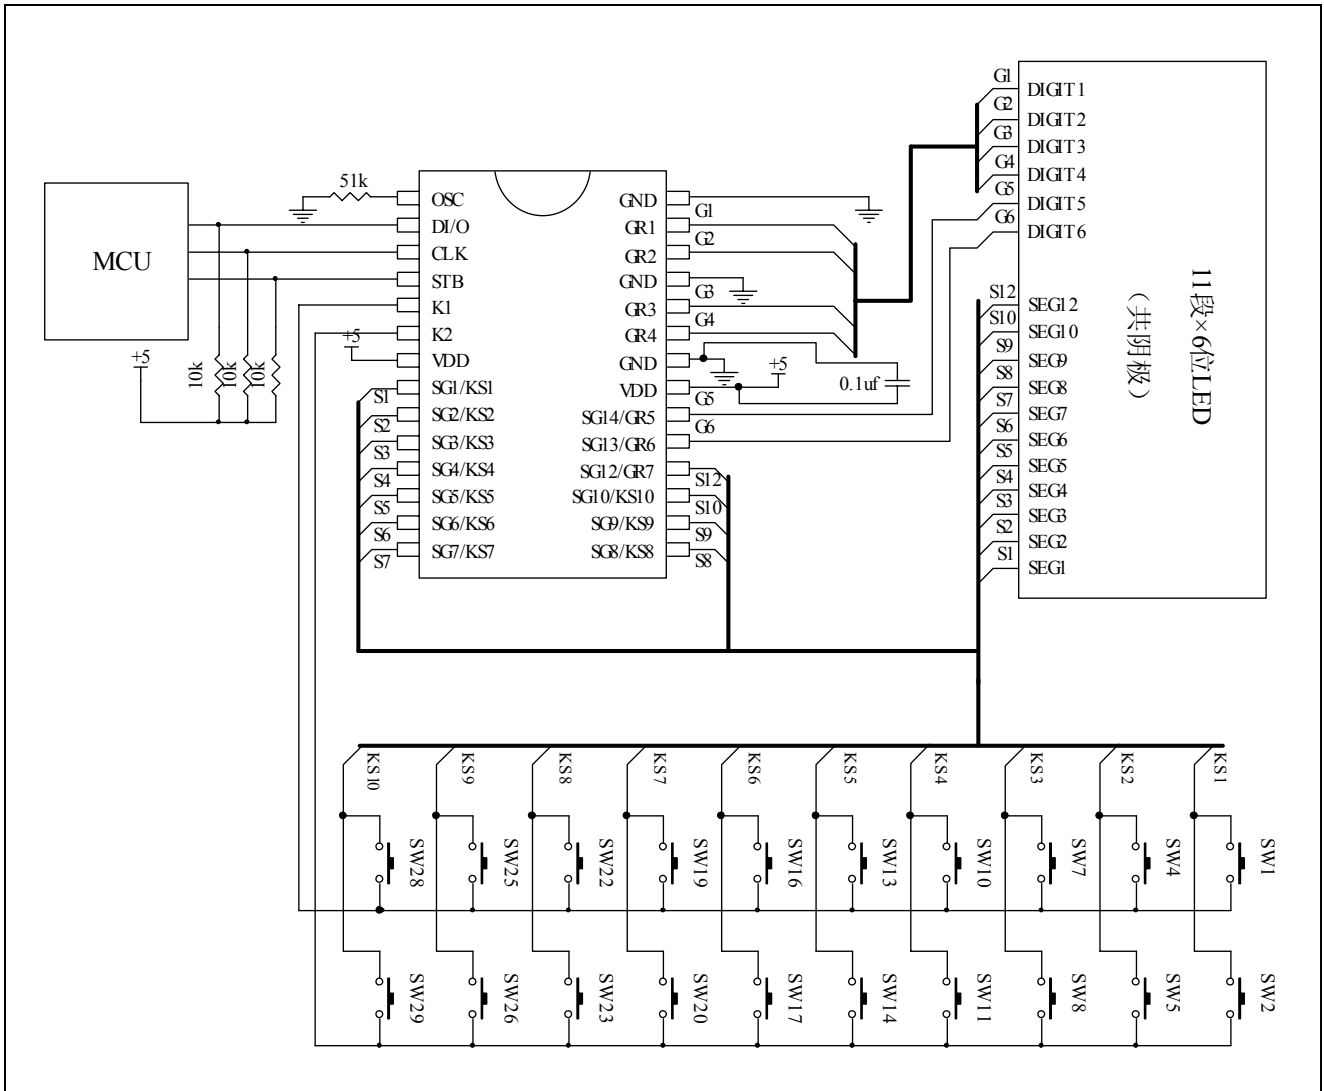 MCU
+5
10k
10k
10k
51k
+5
OSC
DI/O
CLK
STB
K1
K2
VDD
SG1/KS1
SG2/KS2
SG3/KS3
SG4/KS4
SG5/KS5
SG6/KS6
SG7/KS7
S1
S2
S3
S4
S5
S6
S7
GND
GR1
GR2
GND
GR3
GR4
GND
VDD
SG14/GR5
SG13/GR6
SG12/GR7
SG10/KS10
SG9/KS9
SG8/KS8
G1
G2
G3
G4
G5
G6
S12
S10
S9
S8
+5
0.1uf
G1
G2
G3
G4
G5
G6
DIGIT1
DIGIT2
DIGIT3
DIGIT4
DIGIT5
DIGIT6
S12
S10
S9
S8
S7
S6
S5
S4
S3
S2
S1
SEG12
SEG10
SEG9
SEG8
SEG7
SEG6
SEG5
SEG4
SEG3
SEG2
SEG1
11段×6位LED
（共阴极）
KS10
KS9
KS8
KS7
KS6
KS5
KS4
KS3
KS2
KS1
SW28
SW25
SW22
SW19
SW16
SW13
SW10
SW7
SW4
SW1
SW29
SW26
SW23
SW20
SW17
SW14
SW11
SW8
SW5
SW2